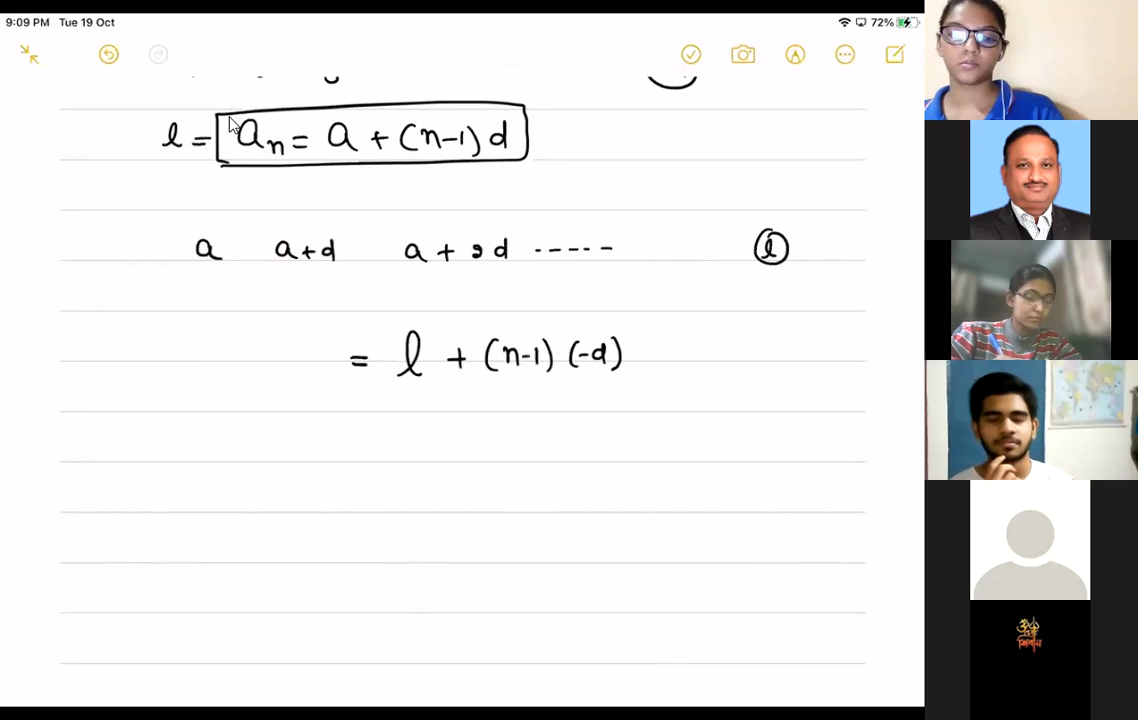 9:09 PM Tue 19 Oct 72%
l = aₙ = a + (n-1) d
a a+d a + 2d ----- l
= l + (n-1) (-d)
ॐ